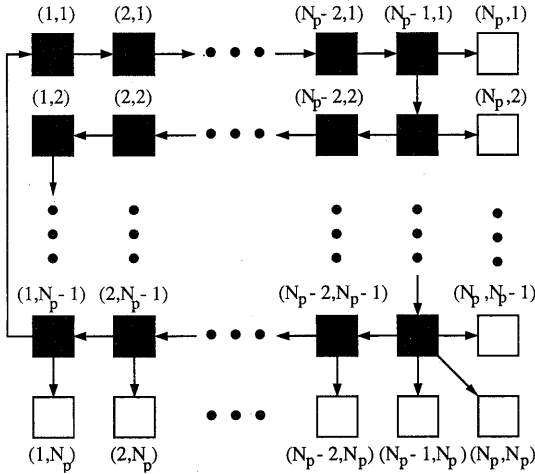 (1,1) (2,1) (Np-2,1) (Np-1,1) (Np,1)
(1,2) (2,2) (Np-2,2) (Np,2)
(1,Np-1) (2,Np-1) (Np-2,Np-1) (Np,Np-1)
(1,Np) (2,Np) (Np-2,Np) (Np-1,Np) (Np,Np)